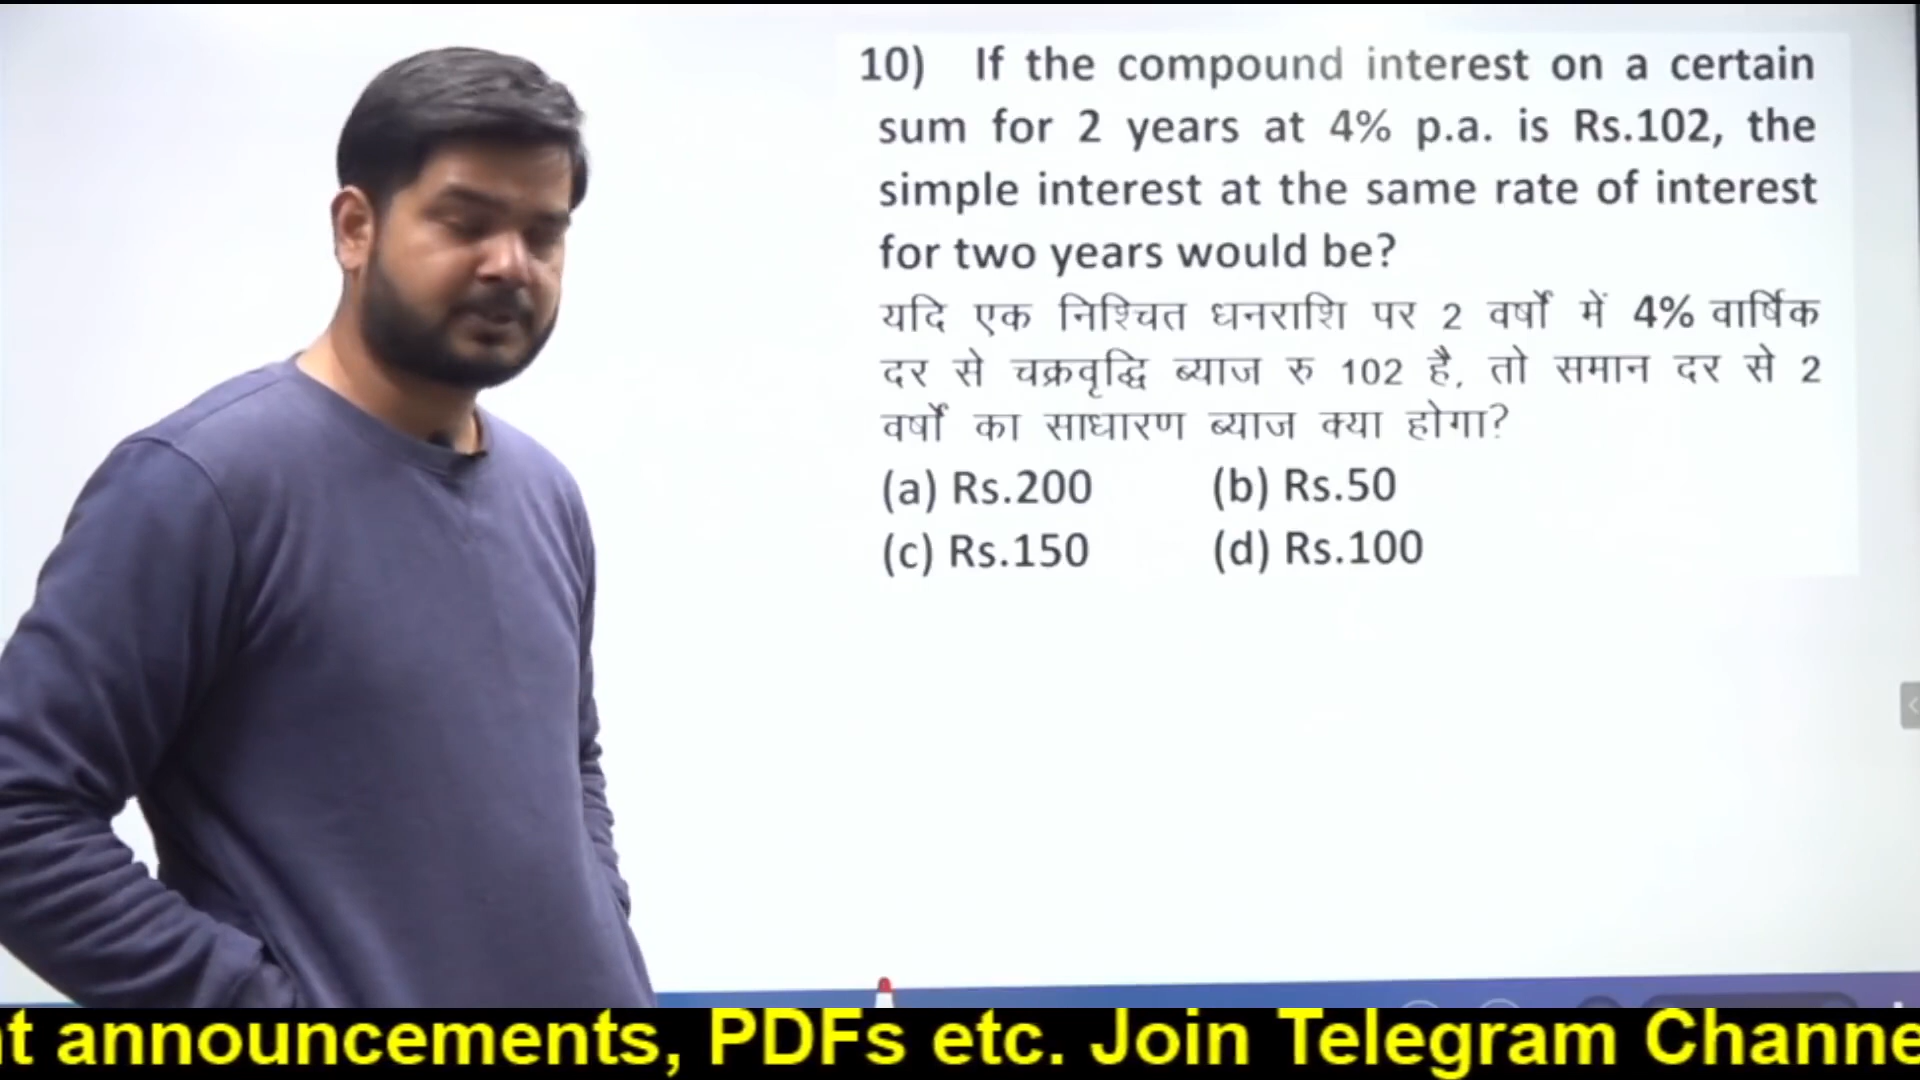 10) If the compound interest on a certain
sum for 2 years at 4% p.a. is Rs.102, the
simple interest at the same rate of interest
for two years would be?
यदि एक निश्चित धनराशि पर 2 वर्षों में 4% वार्षिक
दर से चक्रवृद्धि ब्याज रु 102 है, तो समान दर से 2
वर्षों का साधारण ब्याज क्या होगा?
(a) Rs.200 (b) Rs.50
(c) Rs.150 (d) Rs.100
announcements, PDFs etc. Join Telegram